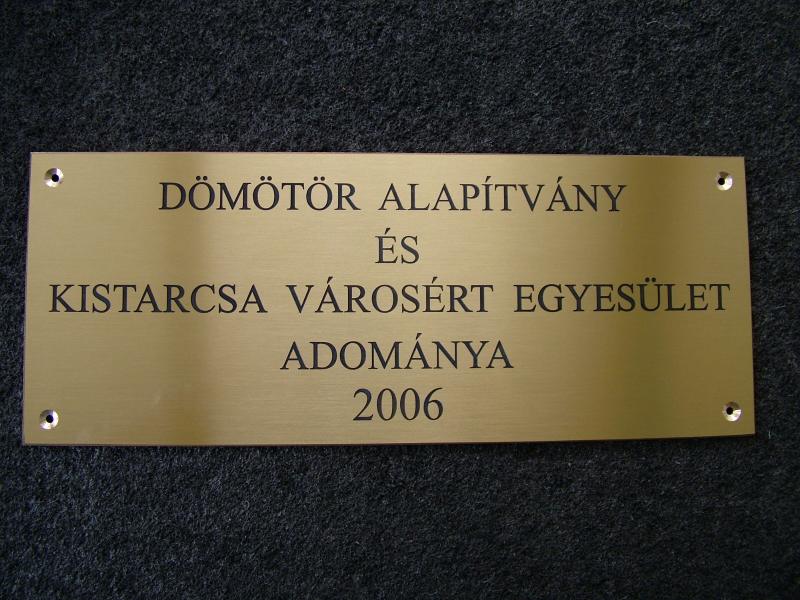 DÖMÖTÖR ALAPÍTVÁNY
ÉS
KISTARCSA VÁROSÉRT EGYESÜLET
ADOMÁNYA
2006